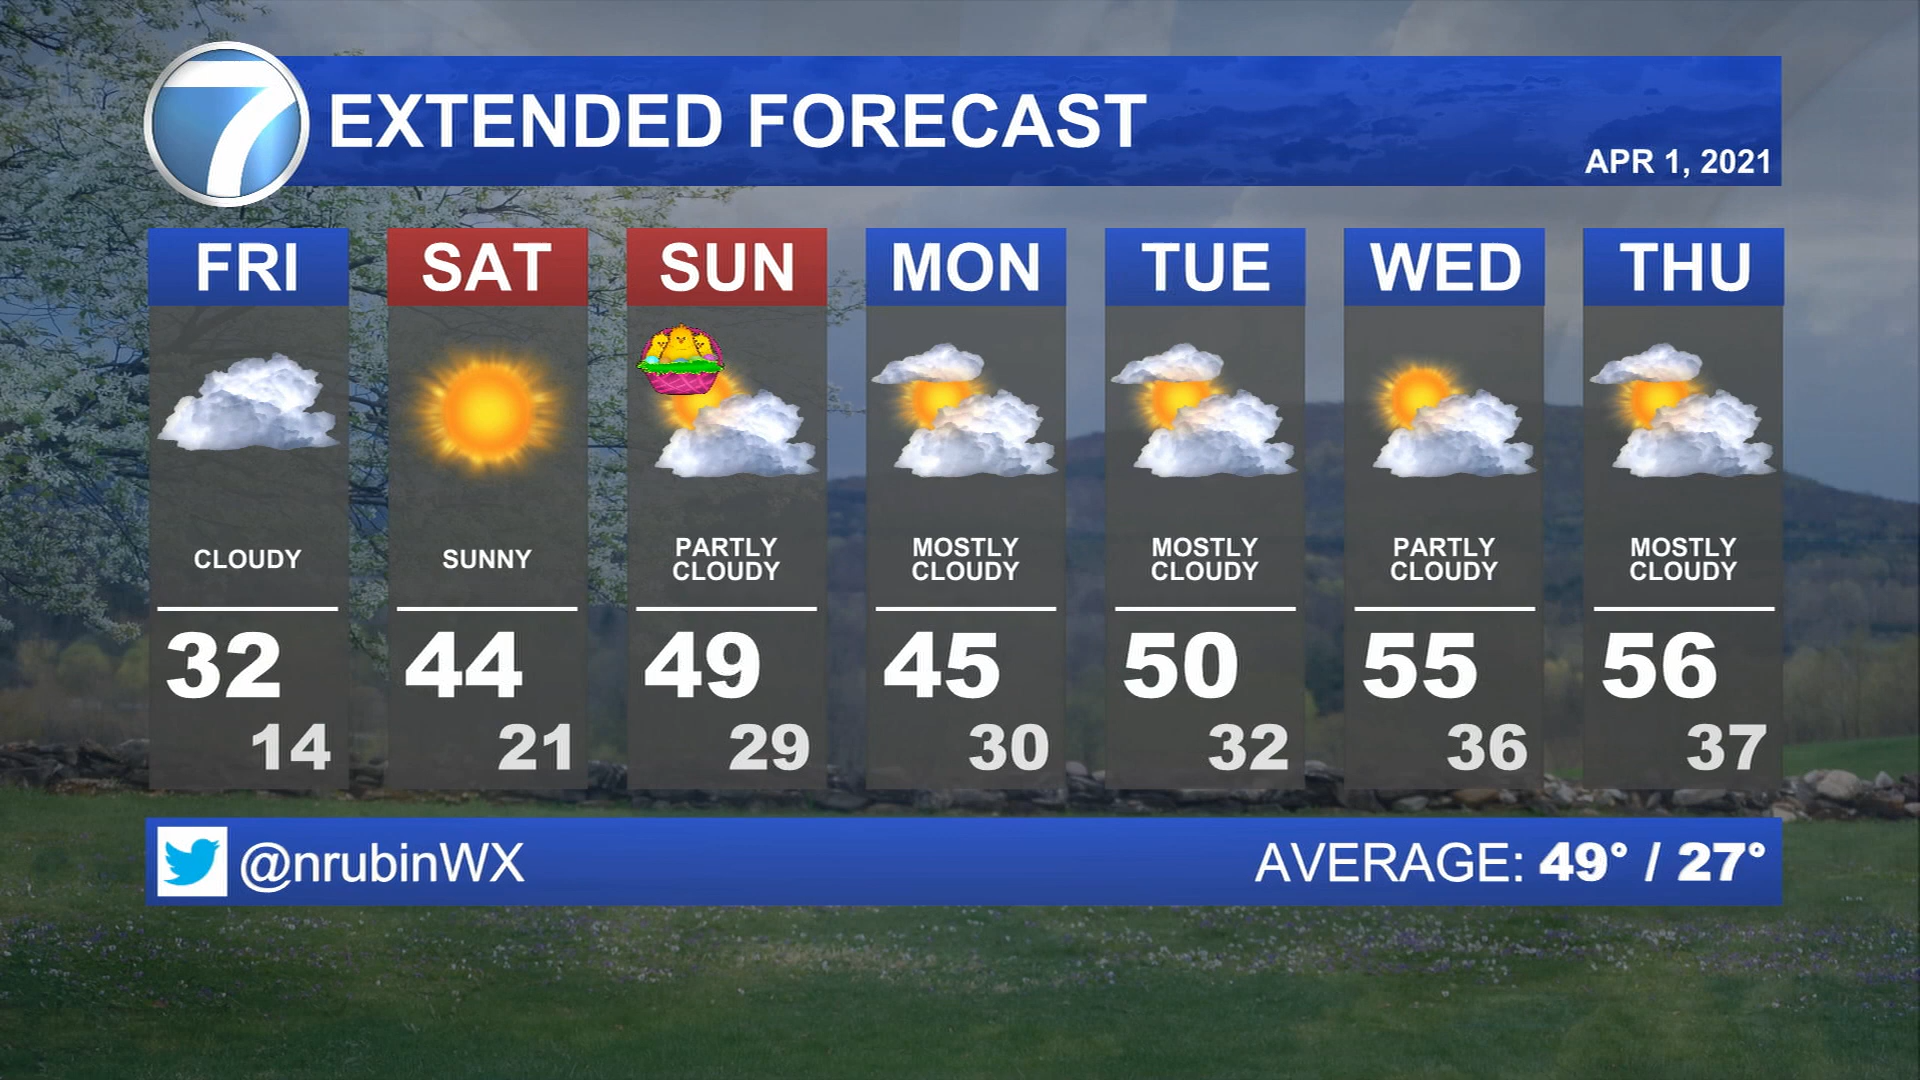 7 EXTENDED FORECAST
APR 1, 2021
FRI SAT SUN MON TUE WED THU
CLOUDY SUNNY PARTLY CLOUDY MOSTLY CLOUDY MOSTLY CLOUDY PARTLY CLOUDY MOSTLY CLOUDY
32 44 49 45 50 55 56
14 21 29 30 32 36 37
@nrubinWX AVERAGE: 49° / 27°